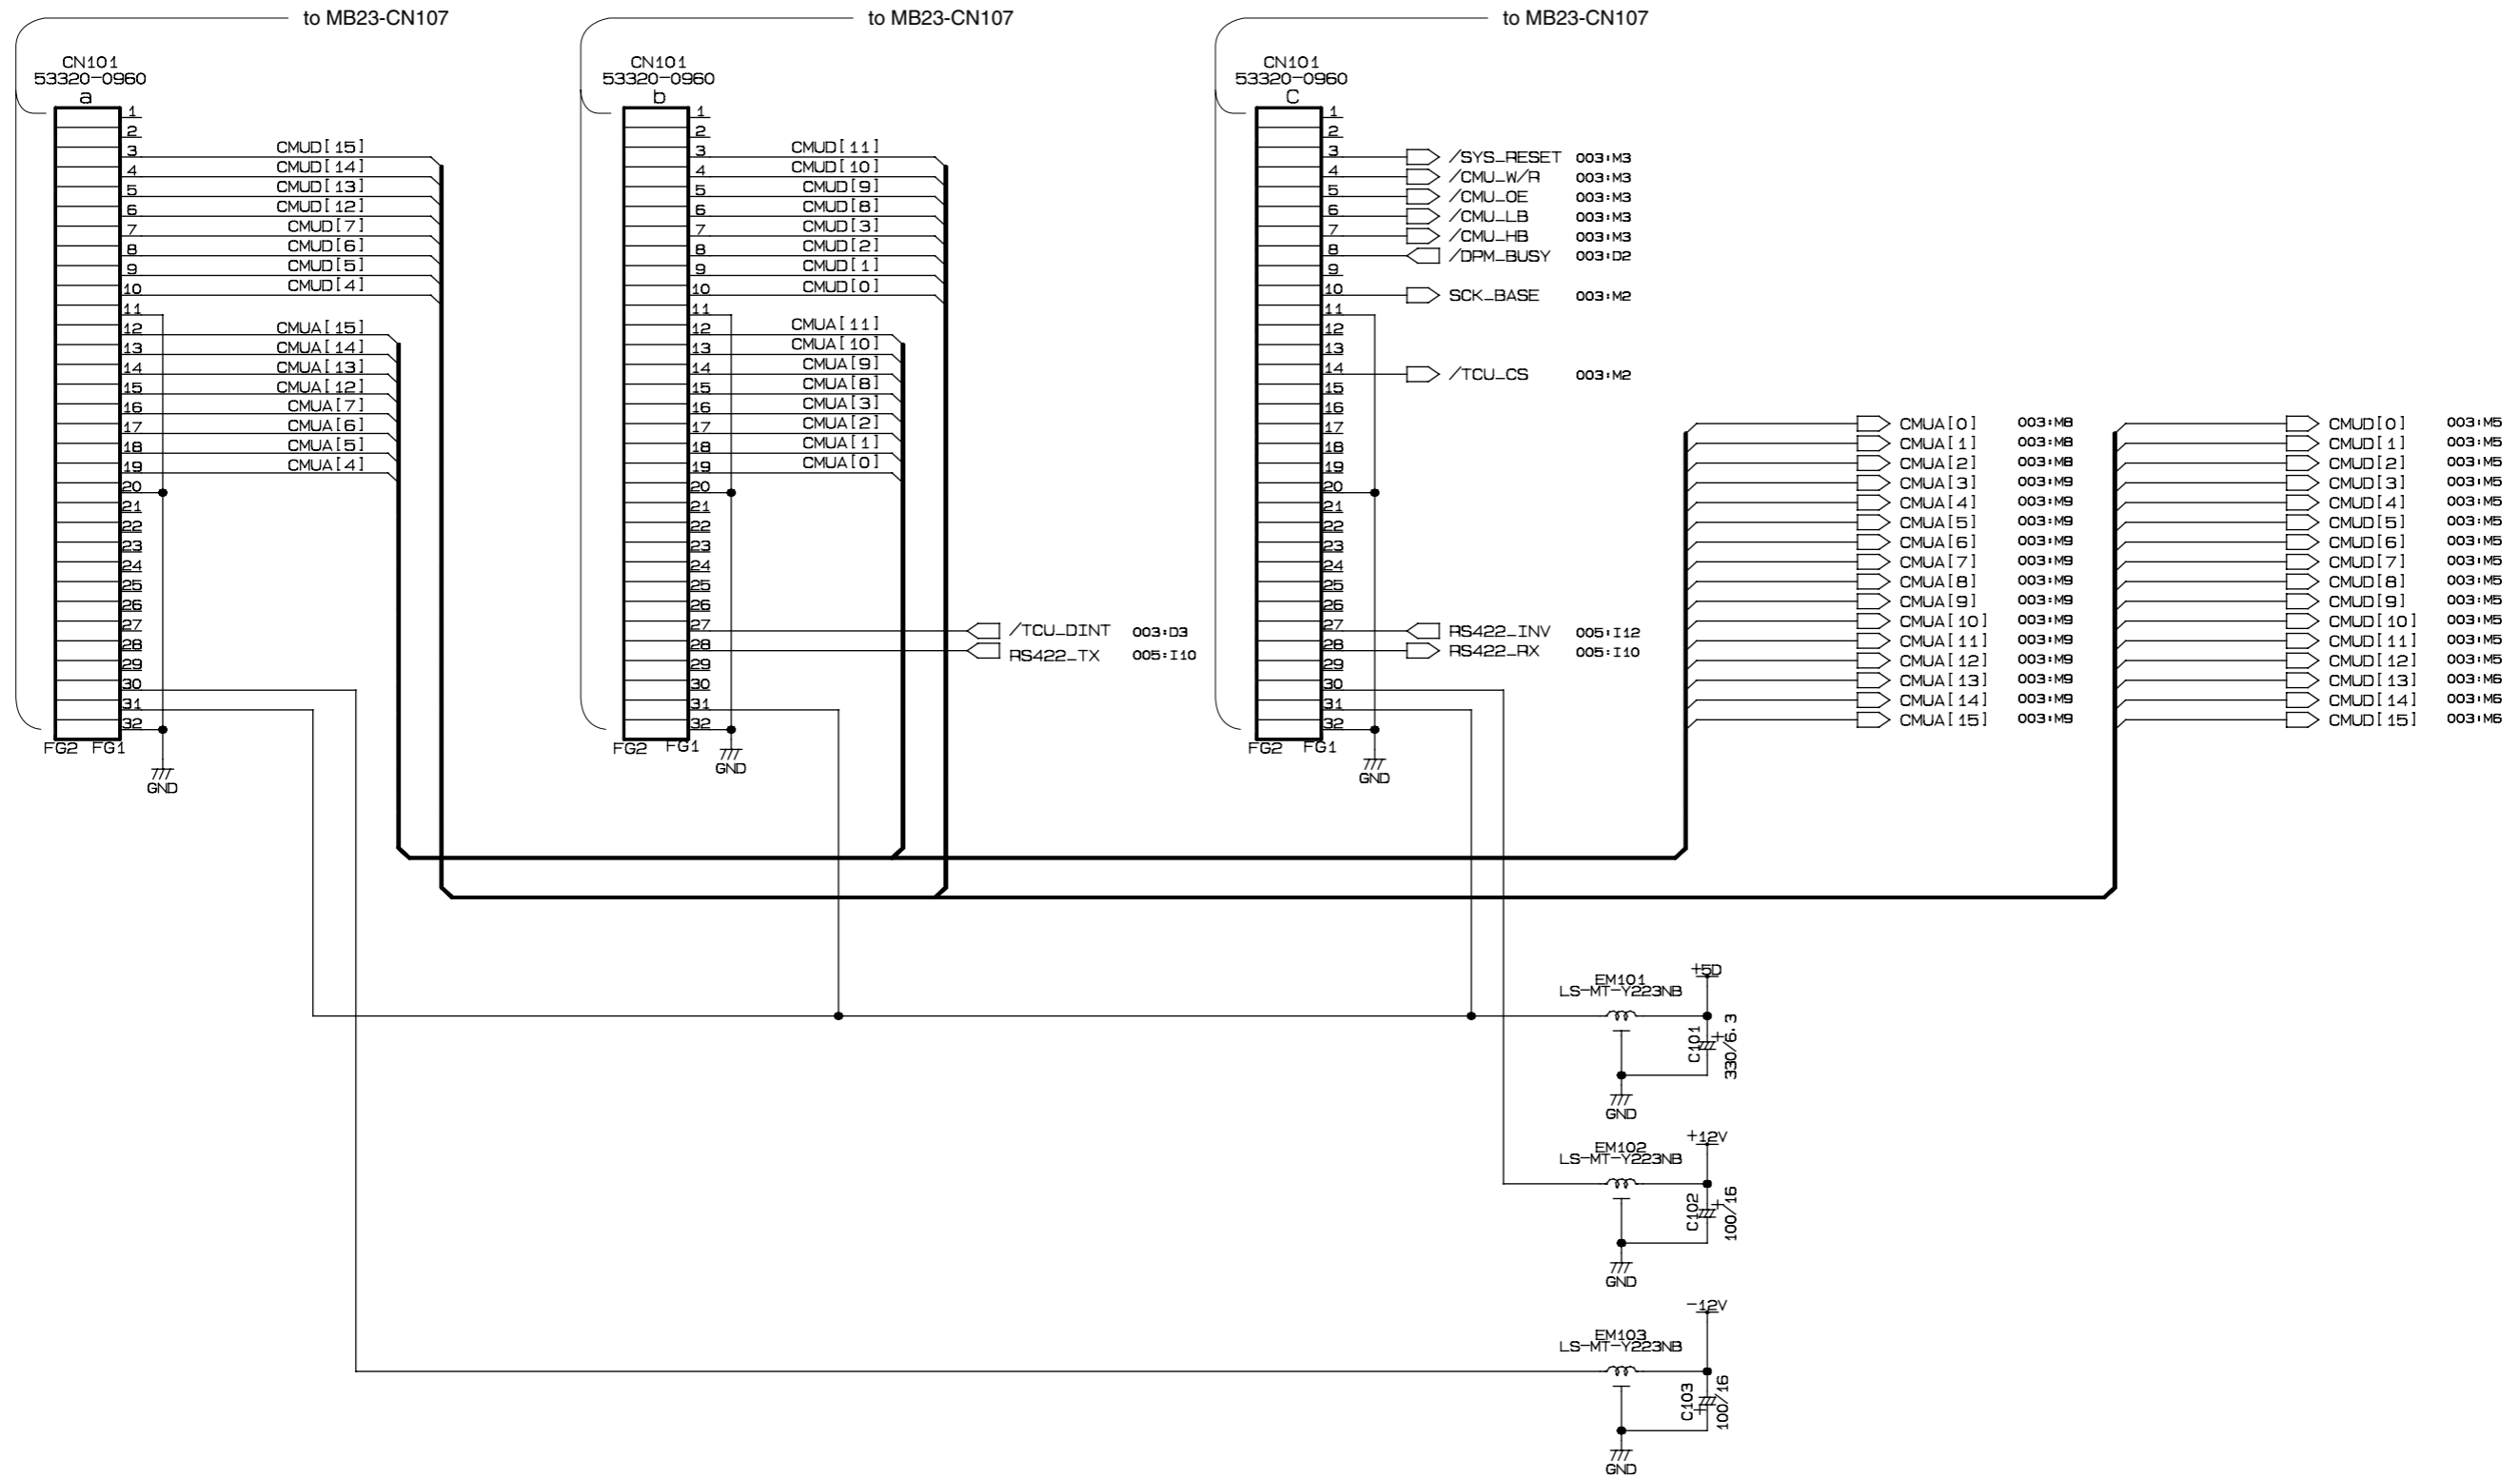 to MB23-CN107
to MB23-CN107
to MB23-CN107
CN101
53320-0960
a
1
2
3 CMUD[15]
4 CMUD[14]
5 CMUD[13]
6 CMUD[12]
7 CMUD[7]
8 CMUD[6]
9 CMUD[5]
10 CMUD[4]
11
12 CMUA[15]
13 CMUA[14]
14 CMUA[13]
15 CMUA[12]
16 CMUA[7]
17 CMUA[6]
18 CMUA[5]
19 CMUA[4]
20
21
22
23
24
25
26
27
28
29
30
31
32
FG2 FG1
GND
CN101
53320-0960
b
1
2
3 CMUD[11]
4 CMUD[10]
5 CMUD[9]
6 CMUD[8]
7 CMUD[3]
8 CMUD[2]
9 CMUD[1]
10 CMUD[0]
11
12 CMUA[11]
13 CMUA[10]
14 CMUA[9]
15 CMUA[8]
16 CMUA[3]
17 CMUA[2]
18 CMUA[1]
19 CMUA[0]
20
21
22
23
24
25
26
27 /TCU_DINT 003:D3
28 RS422_TX 005:I10
29
30
31
32
FG2 FG1
GND
CN101
53320-0960
C
1
2
3 /SYS_RESET 003:M3
4 /CMU_W/R 003:M3
5 /CMU_OE 003:M3
6 /CMU_LB 003:M3
7 /CMU_HB 003:M3
8 /DPM_BUSY 003:D2
9
10 SCK_BASE 003:M2
11
12
13
14 /TCU_CS 003:M2
15
16
17
18
19
20
21
22
23
24
25
26
27 RS422_INV 005:I12
28 RS422_RX 005:I10
29
30
31
32
FG2 FG1
GND
CMUA[0] 003:M8
CMUA[1] 003:M8
CMUA[2] 003:M8
CMUA[3] 003:M9
CMUA[4] 003:M9
CMUA[5] 003:M9
CMUA[6] 003:M9
CMUA[7] 003:M9
CMUA[8] 003:M9
CMUA[9] 003:M9
CMUA[10] 003:M9
CMUA[11] 003:M9
CMUA[12] 003:M9
CMUA[13] 003:M9
CMUA[14] 003:M9
CMUA[15] 003:M9
CMUD[0] 003:M5
CMUD[1] 003:M5
CMUD[2] 003:M5
CMUD[3] 003:M5
CMUD[4] 003:M5
CMUD[5] 003:M5
CMUD[6] 003:M5
CMUD[7] 003:M5
CMUD[8] 003:M5
CMUD[9] 003:M5
CMUD[10] 003:M5
CMUD[11] 003:M5
CMUD[12] 003:M5
CMUD[13] 003:M6
CMUD[14] 003:M6
CMUD[15] 003:M6
+5D
EM101
LS-MT-Y223NB
C101
330/6.3
GND
+12V
EM102
LS-MT-Y223NB
C102
100/16
GND
-12V
EM103
LS-MT-Y223NB
C103
100/16
GND